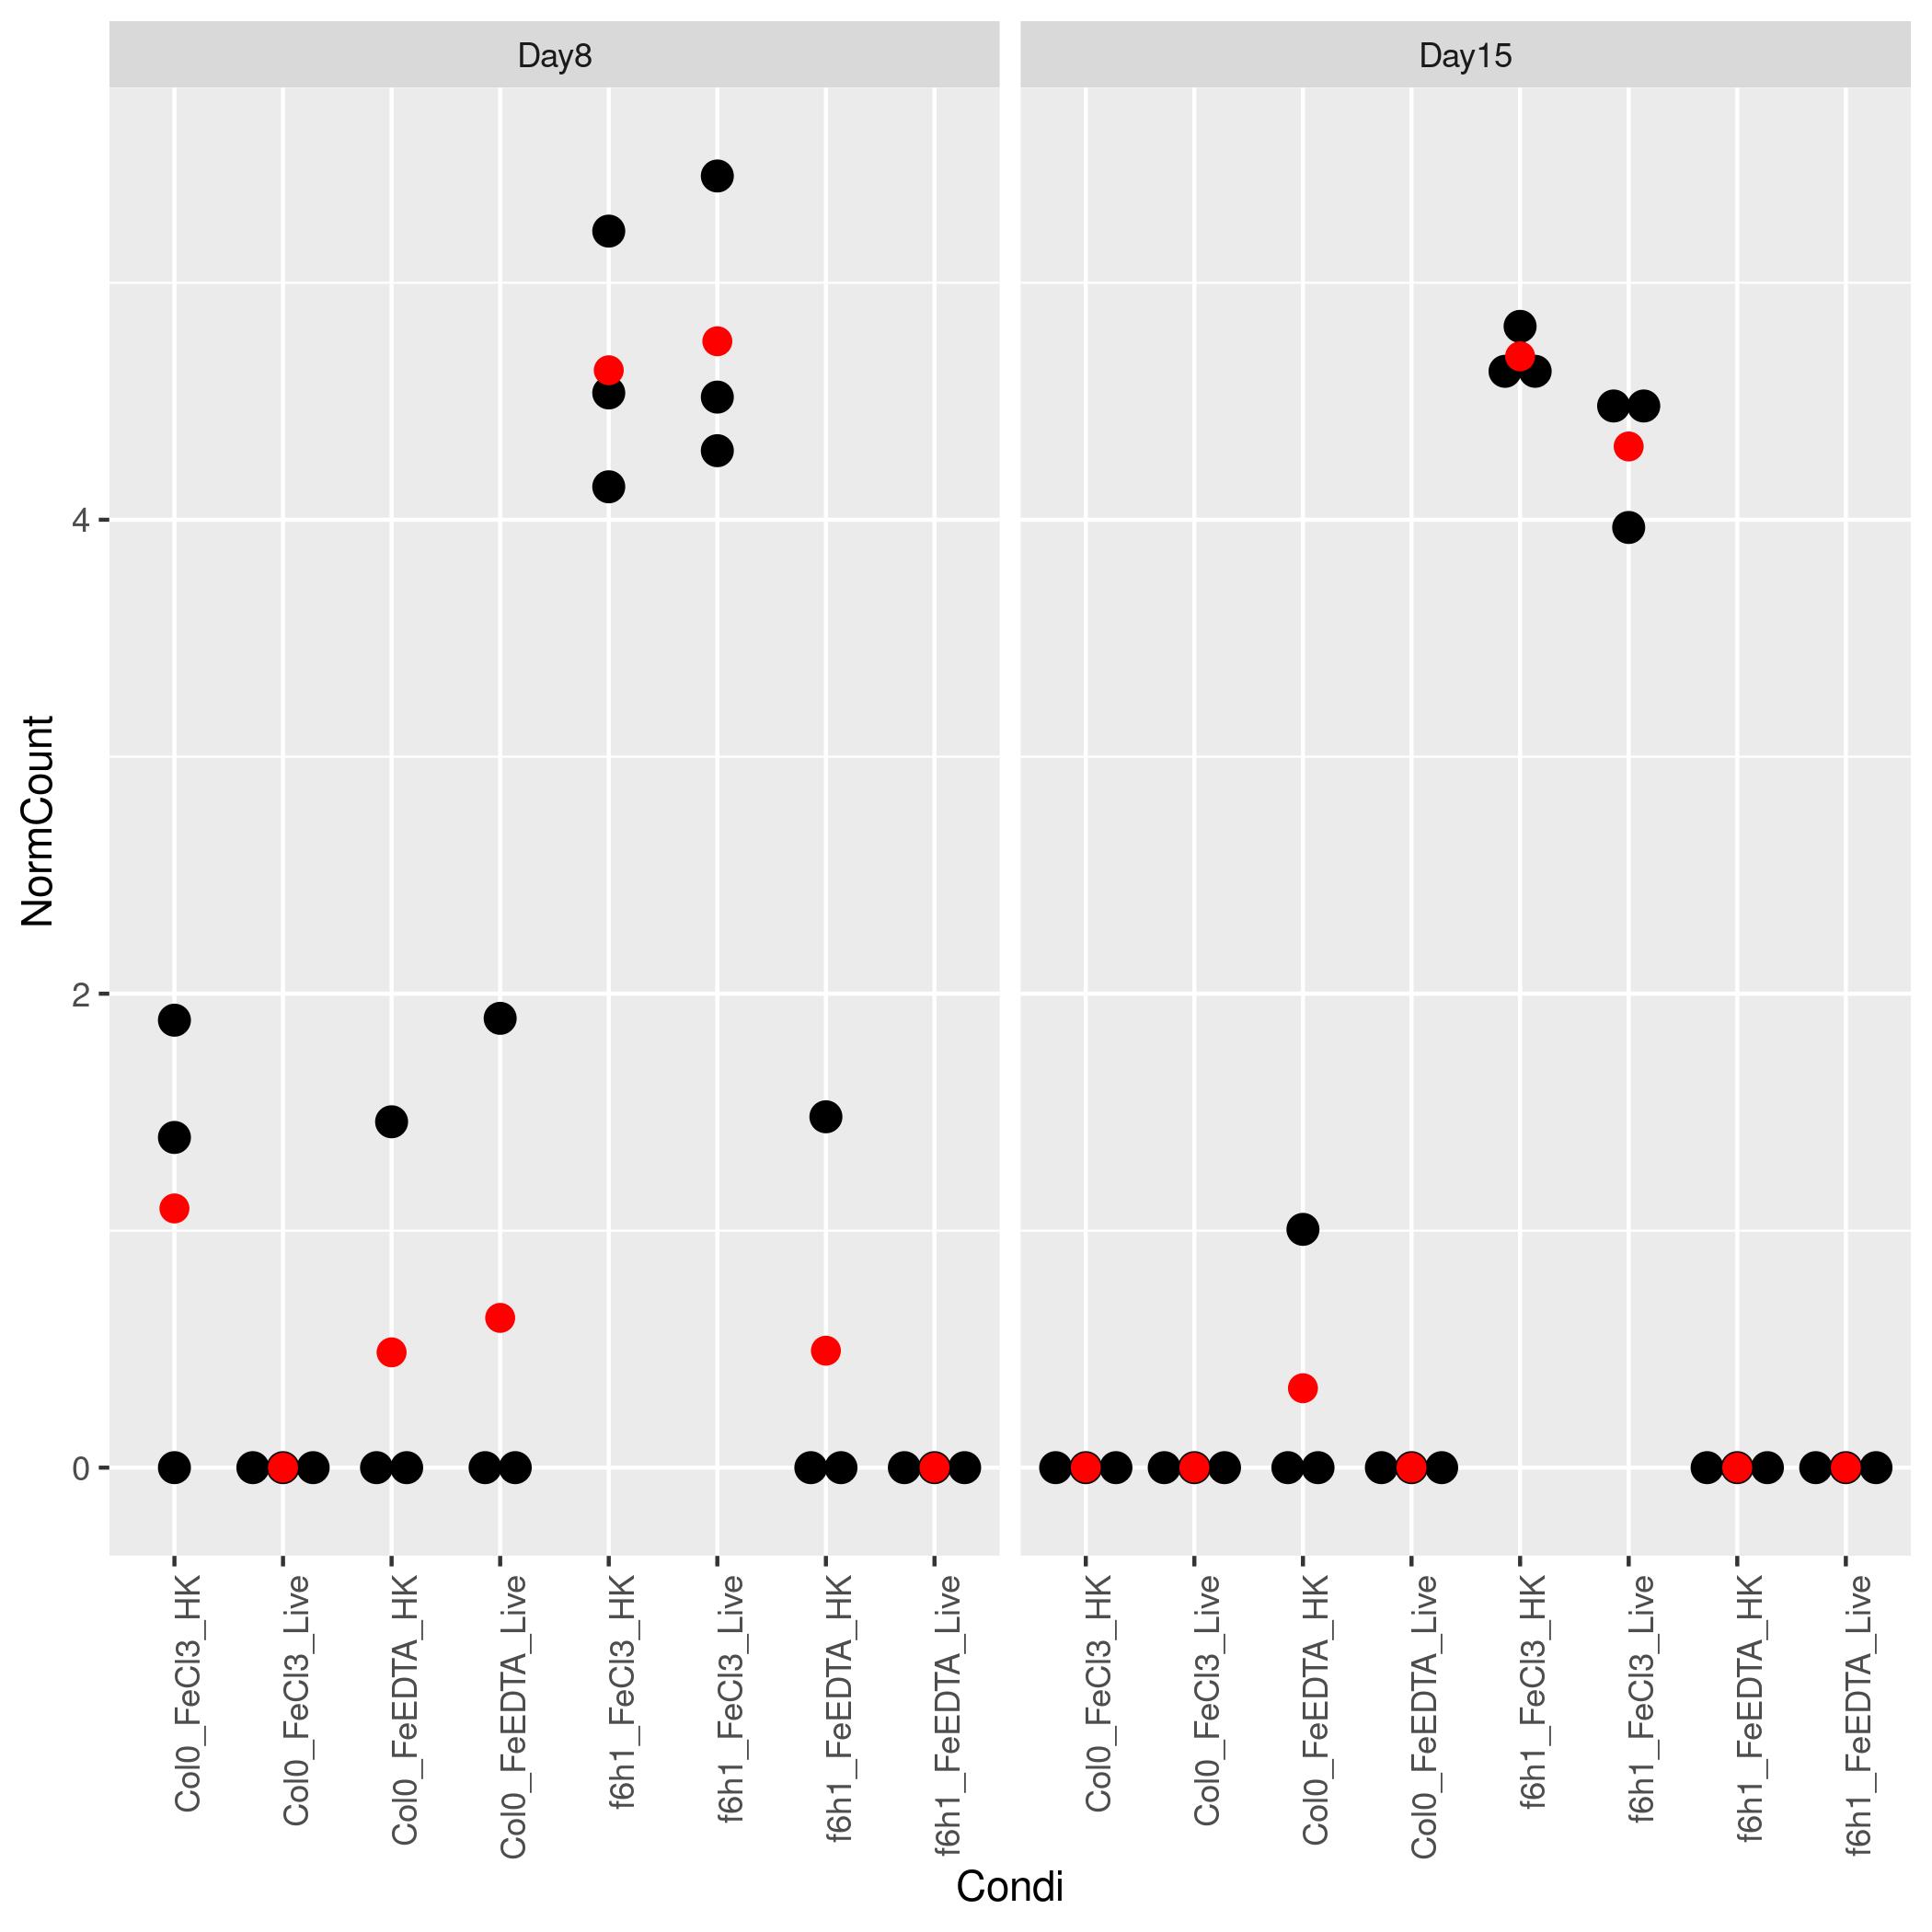 Day8
Day15
NormCount
4
2
0
Col0_FeCl3_HK
Col0_FeCl3_Live
Col0_FeEDTA_HK
Col0_FeEDTA_Live
f6h1_FeCl3_HK
f6h1_FeCl3_Live
f6h1_FeEDTA_HK
f6h1_FeEDTA_Live
Col0_FeCl3_HK
Col0_FeCl3_Live
Col0_FeEDTA_HK
Col0_FeEDTA_Live
f6h1_FeCl3_HK
f6h1_FeCl3_Live
f6h1_FeEDTA_HK
f6h1_FeEDTA_Live
Condi